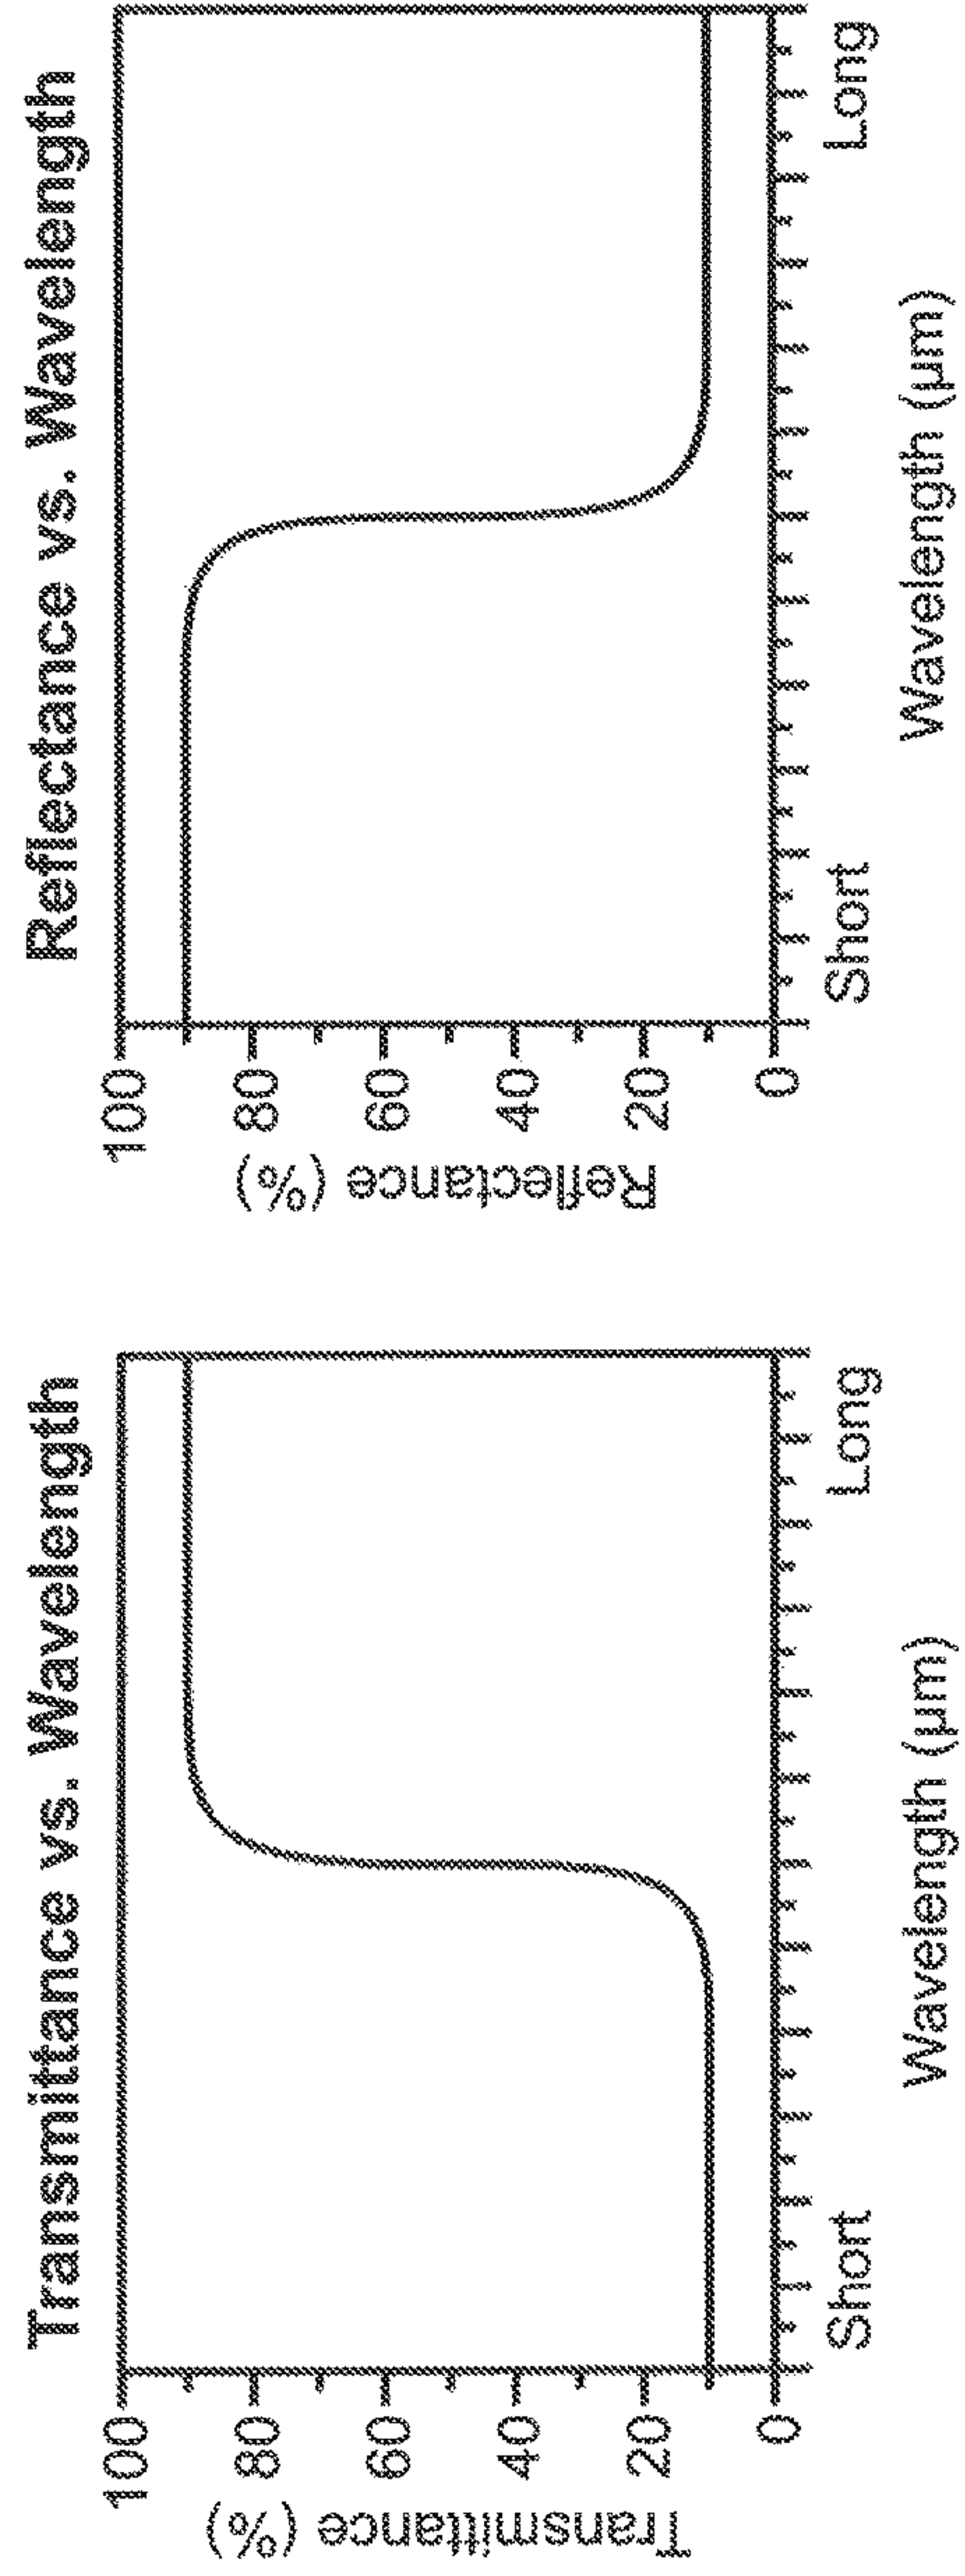 Transmittance vs. Wavelength
Transmittance (%)
100
80
60
40
20
0
Short
Long
Wavelength (µm)
Reflectance vs. Wavelength
Reflectance (%)
100
80
60
40
20
0
Short
Long
Wavelength (µm)